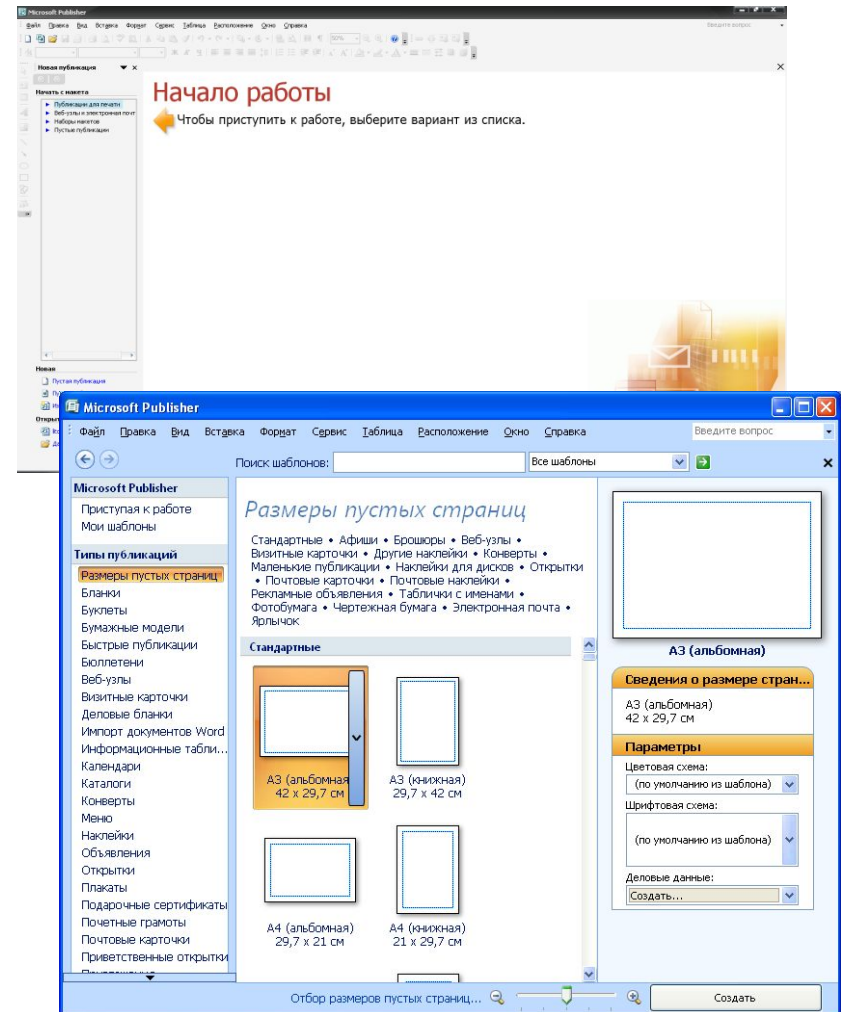 Microsoft Publisher
Файл Правка Вид Вставка Формат Сервис Таблица Расположение Окно Справка
Введите вопрос
Новая публикация
Начать с макета
Публикации для печати
Веб-узлы и электронная почт
Наборы макетов
Пустые публикации
Начало работы
Чтобы приступить к работе, выберите вариант из списка.
Новая
Пустая публикация
Microsoft Publisher
Файл Правка Вид Вставка Формат Сервис Таблица Расположение Окно Справка
Введите вопрос
Поиск шаблонов:
Все шаблоны
Microsoft Publisher
Приступая к работе
Мои шаблоны
Типы публикаций
Размеры пустых страниц
Бланки
Буклеты
Бумажные модели
Быстрые публикации
Бюллетени
Веб-узлы
Визитные карточки
Деловые бланки
Импорт документов Word
Информационные табли...
Календари
Каталоги
Конверты
Меню
Наклейки
Объявления
Открытки
Плакаты
Подарочные сертификаты
Почетные грамоты
Почтовые карточки
Приветственные открытки
Размеры пустых страниц
Стандартные • Афиши • Брошюры • Веб-узлы •
Визитные карточки • Другие наклейки • Конверты •
Маленькие публикации • Наклейки для дисков • Открытки
• Почтовые карточки • Почтовые наклейки •
Рекламные объявления • Таблички с именами •
Фотобумага • Чертежная бумага • Электронная почта •
Ярлычок
Стандартные
А3 (альбомная
42 x 29,7 см
А3 (книжная)
29,7 x 42 см
А4 (альбомная)
29,7 x 21 см
А4 (книжная)
21 x 29,7 см
А3 (альбомная)
Сведения о размере стран...
А3 (альбомная)
42 x 29,7 см
Параметры
Цветовая схема:
(по умолчанию из шаблона)
Шрифтовая схема:
(по умолчанию из шаблона)
Деловые данные:
Создать...
Отбор размеров пустых страниц...
Создать